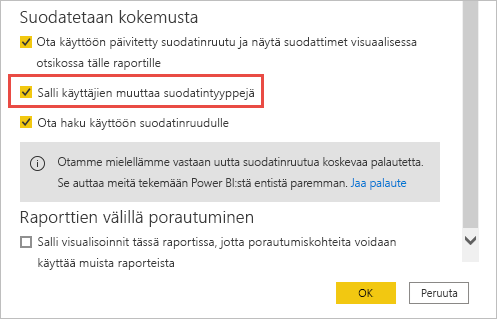 Suodatetaan kokemusta
Ota käyttöön päivitetty suodatinruutu ja näytä suodattimet visuaalisessa
otsikossa tälle raportille
Salli käyttäjien muuttaa suodatintyyppejä
Ota haku käyttöön suodatinruudulle
Otamme mielellämme vastaan uutta suodatinruutua koskevaa palautetta.
Se auttaa meitä tekemään Power BI:stä entistä paremman. Jaa palaute
Raporttien välillä porautuminen
Salli visualisoinnit tässä raportissa, jotta porautumiskohteita voidaan
käyttää muista raporteista
OK
Peruuta